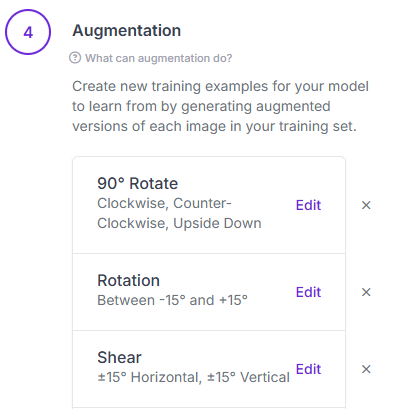 4
Augmentation
What can augmentation do?
Create new training examples for your model
to learn from by generating augmented
versions of each image in your training set.
90° Rotate
Clockwise, Counter-
Clockwise, Upside Down
Edit
×
Rotation
Between -15° and +15°
Edit
×
Shear
±15° Horizontal, ±15° Vertical
Edit
×